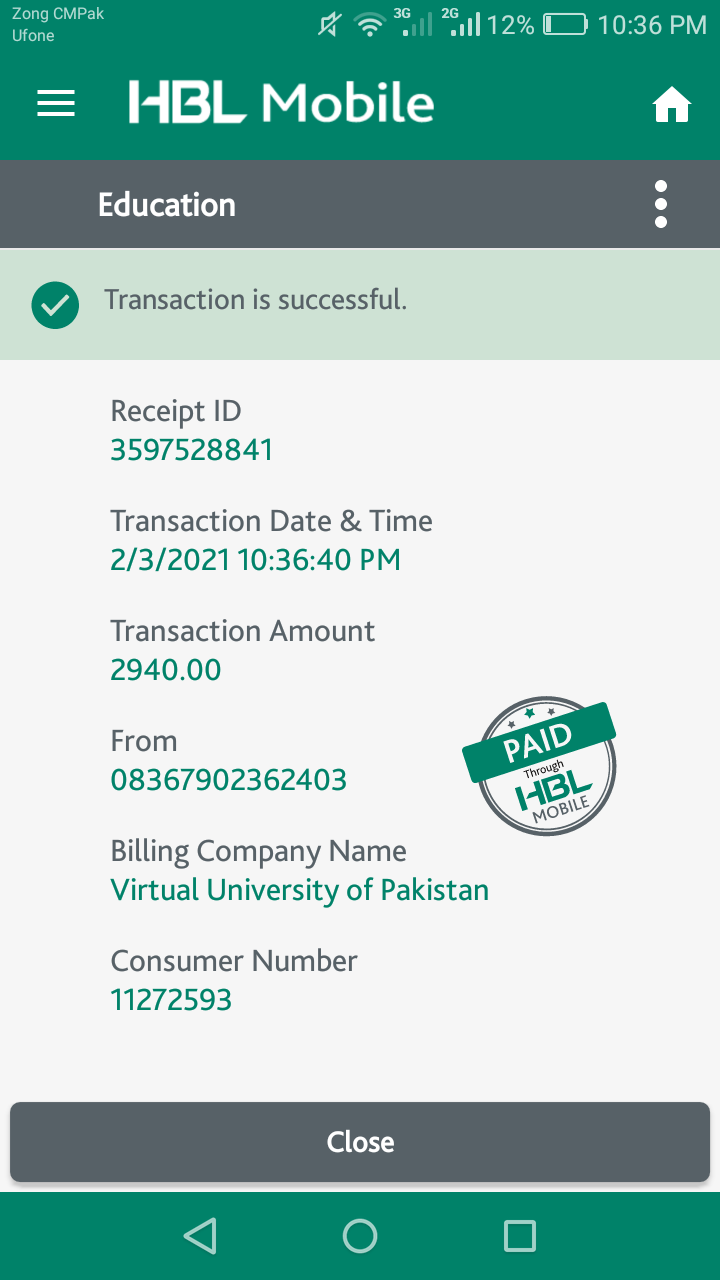 Zong CMPak
Ufone
3G 2G 12% 10:36 PM
HBL Mobile
Education
Transaction is successful.
Receipt ID
3597528841
Transaction Date & Time
2/3/2021 10:36:40 PM
Transaction Amount
2940.00
From
08367902362403
PAID
Through
HBL
MOBILE
Billing Company Name
Virtual University of Pakistan
Consumer Number
11272593
Close